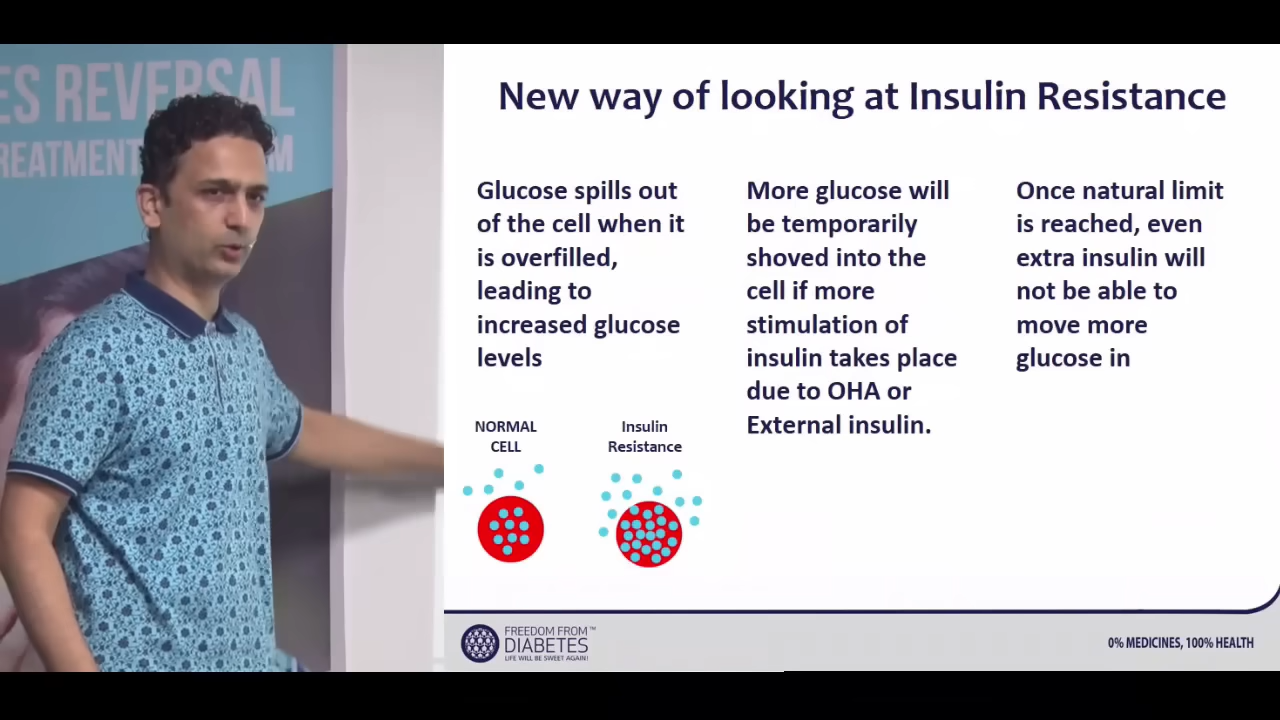 ES REVERSAL
REATMENT
New way of looking at Insulin Resistance
Glucose spills out
of the cell when it
is overfilled,
leading to
increased glucose
levels
More glucose will
be temporarily
shoved into the
cell if more
stimulation of
insulin takes place
due to OHA or
External insulin.
Once natural limit
is reached, even
extra insulin will
not be able to
move more
glucose in
NORMAL
CELL
Insulin
Resistance
FREEDOM FROM™
DIABETES
LIFE WILL BE SWEET AGAIN!
0% MEDICINES, 100% HEALTH